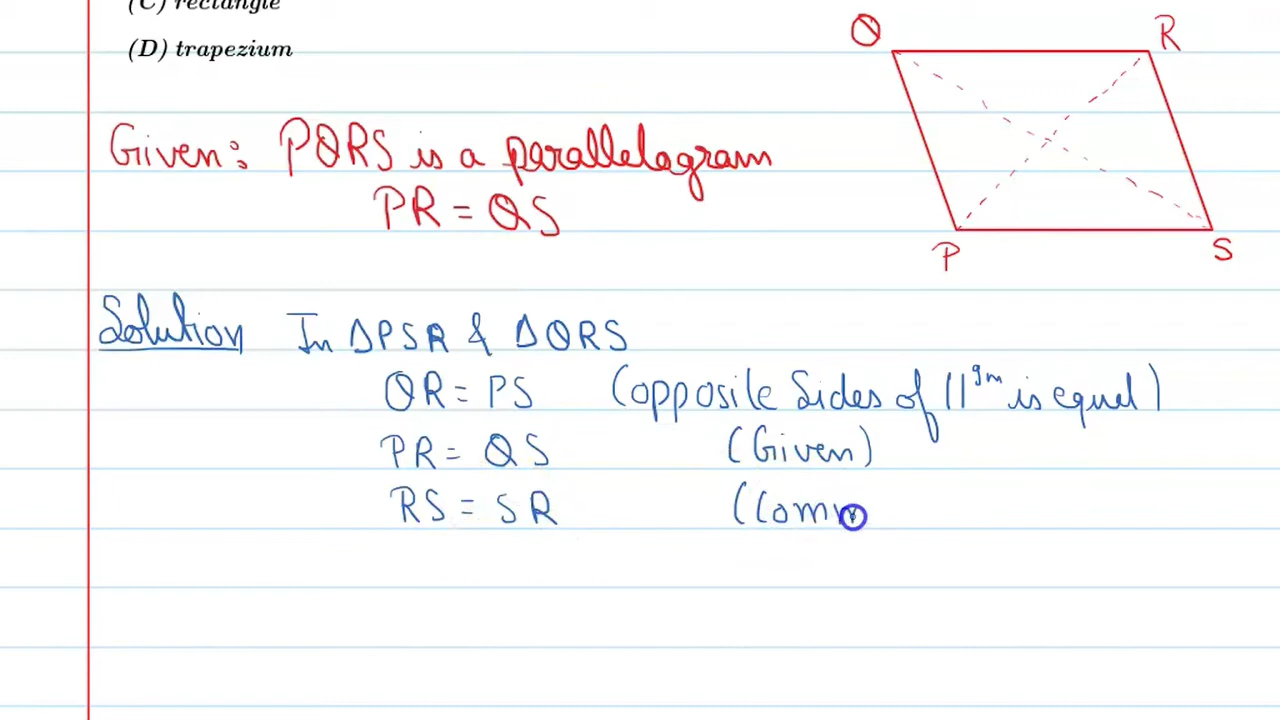 (C) rectangle
(D) trapezium
Q
R
P
S
Given: PQRS is a parallelogram
PR = QS
Solution In ΔPSR & ΔQRS
QR = PS (opposite Sides of ||gm is equal)
PR = QS (Given)
RS = SR (Comm